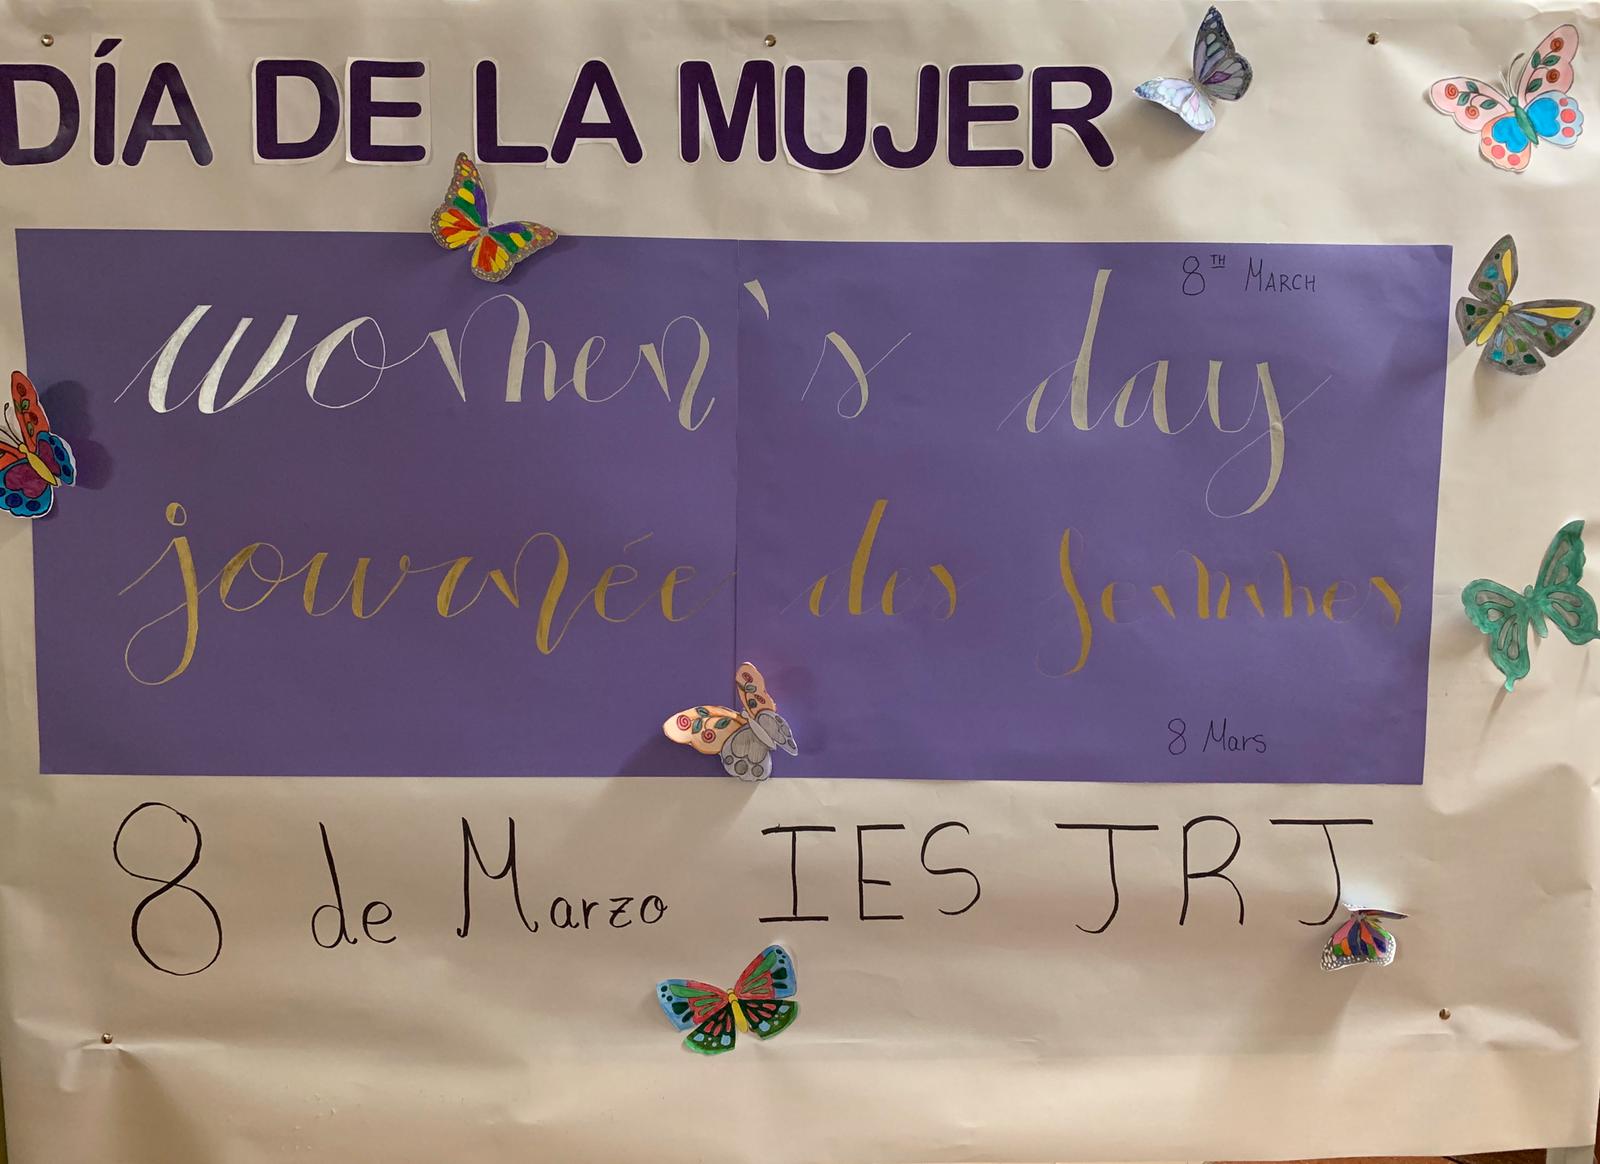 DÍA DE LA MUJER
8TH MARCH
women's day
journée des femmes
8 Mars
8 de Marzo IES JRJ